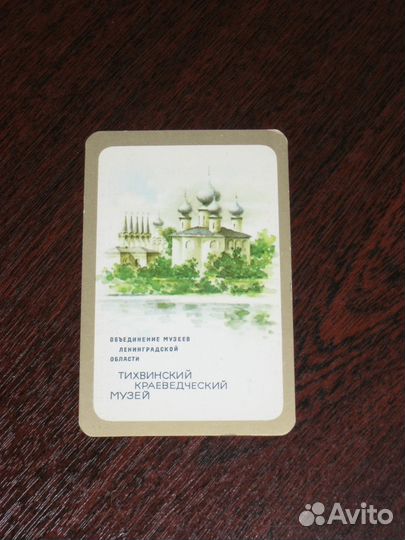 ОБЪЕДИНЕНИЕ МУЗЕЕВ
ЛЕНИНГРАДСКОЙ
ОБЛАСТИ
ТИХВИНСКИЙ
КРАЕВЕДЧЕСКИЙ
МУЗЕЙ
Avito